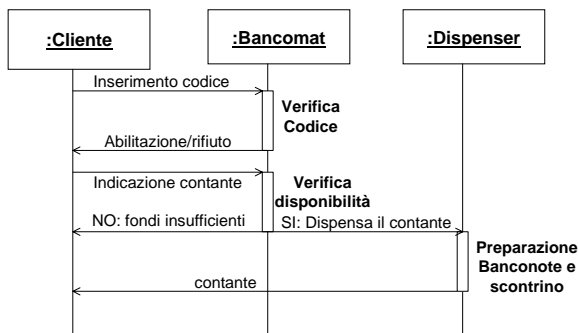 :Cliente
:Bancomat
:Dispenser
Inserimento codice
Verifica
Codice
Abilitazione/rifiuto
Indicazione contante
Verifica
disponibilità
NO: fondi insufficienti
SI: Dispensa il contante
Preparazione
Banconote e
scontrino
contante